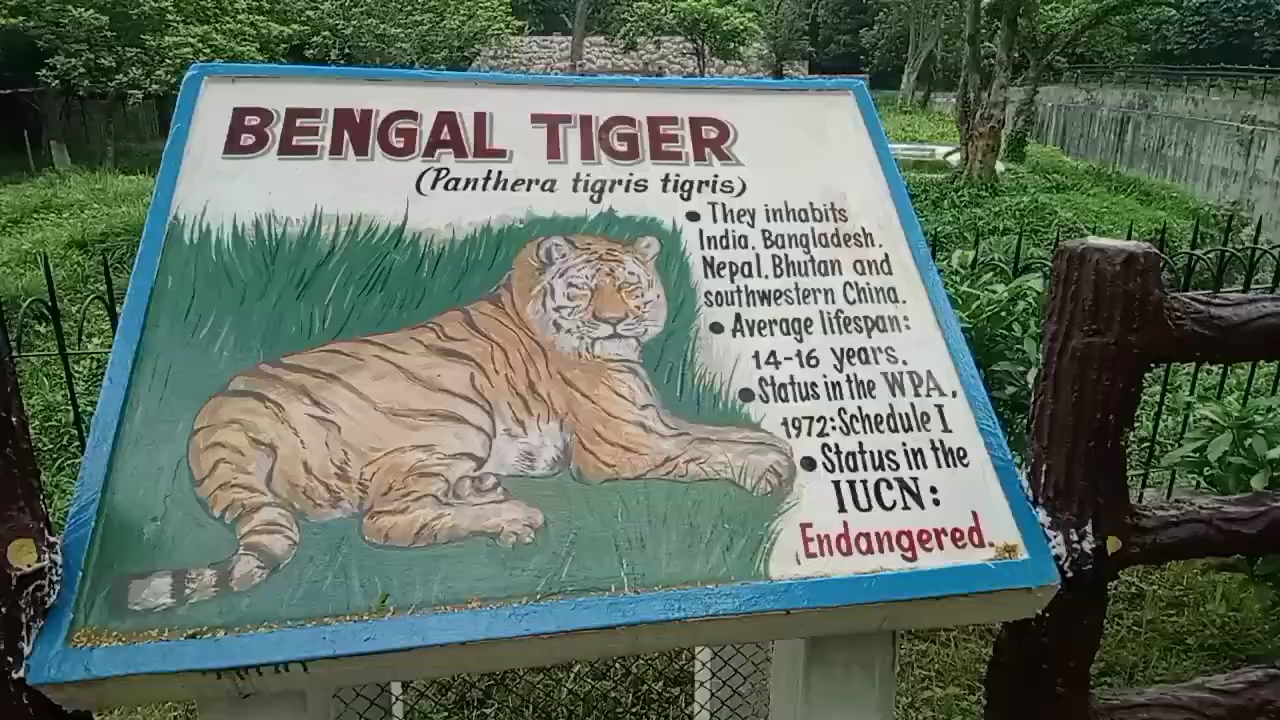 BENGAL TIGER
(Panthera tigris tigris)
• They inhabits
India, Bangladesh,
Nepal, Bhutan and
southwestern China.
• Average lifespan:
14-16 years.
• Status in the WPA,
1972: Schedule I
• Status in the
IUCN:
Endangered.